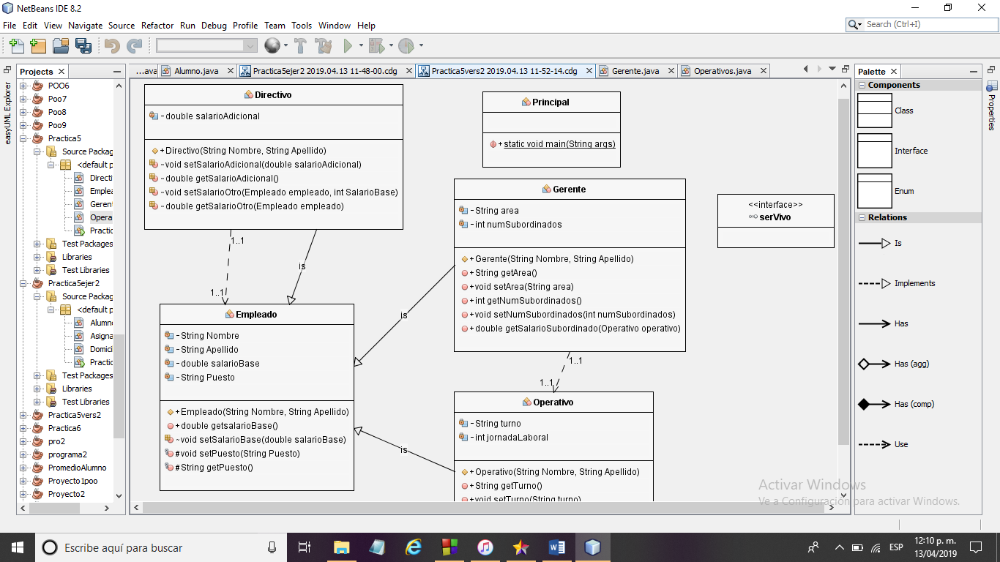 NetBeans IDE 8.2
File Edit View Navigate Source Refactor Run Debug Profile Team Tools Window Help
Search (Ctrl+I)
Projects
...ava
Alumno.java
Practica5ejer2 2019.04.13 11-48-00.cdg
Practica5vers2 2019.04.13 11-52-14.cdg
Gerente.java
Operativos.java
easyUML Explorer
POO6
Poo7
Poo8
Poo9
Practica5
Source Packag
<default p
Directi
Emplea
Geren
Opera
Practic
Test Packages
Libraries
Test Libraries
Practica5ejer2
Source Packag
<default p
Alumn
Asigna
Domici
Practic
Test Packages
Libraries
Test Libraries
Practica5vers2
Practica6
pro2
programa2
PromedioAlumno
Proyecto1poo
Proyecto2
Directivo
- double salarioAdicional
+ Directivo(String Nombre, String Apellido)
~ void setSalarioAdicional(double salarioAdicional)
~ double getSalarioAdicional()
~ void setSalarioOtro(Empleado empleado, int SalarioBase)
~ double getSalarioOtro(Empleado empleado)
1..1
is
1..1
Empleado
- String Nombre
- String Apellido
- double salarioBase
- String Puesto
+ Empleado(String Nombre, String Apellido)
+ double getsalarioBase()
~ void setSalarioBase(double salarioBase)
# void setPuesto(String Puesto)
# String getPuesto()
Principal
+ static void main(String args)
Gerente
- String area
- int numSubordinados
+ Gerente(String Nombre, String Apellido)
+ String getArea()
+ void setArea(String area)
+ int getNumSubordinados()
+ void setNumSubordinados(int numSubordinados)
+ double getSalarioSubordinado(Operativo operativo)
is
1..1
1..1
Operativo
- String turno
- int jornadaLaboral
+ Operativo(String Nombre, String Apellido)
+ String getTurno()
+ void setTurno(String turno)
is
<<interface>>
serVivo
Palette
Components
Class
Interface
Enum
Relations
Is
Implements
Has
Has (agg)
Has (comp)
Use
Properties
Activar Windows
Ve a Configuración para activar Windows.
Escribe aquí para buscar
ESP
12:10 p. m.
13/04/2019